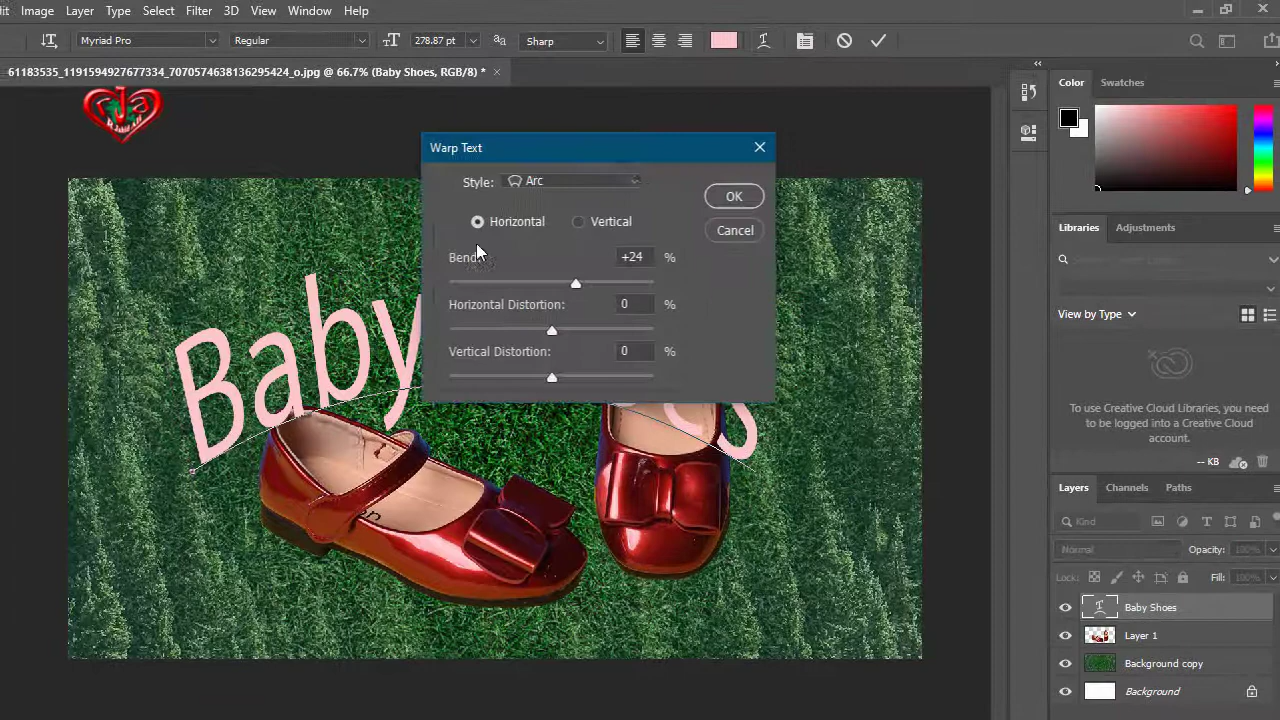 Image Layer Type Select Filter 3D View Window Help
Myriad Pro Regular 278.87 pt Sharp
61183535_1191594927677334_7070574638136295424_o.jpg @ 66.7% (Baby Shoes, RGB/8) *
Color Swatches
rja
Warp Text
Style: Arc
OK
Horizontal Vertical
Cancel
Bend: +24 %
Horizontal Distortion: 0 %
Vertical Distortion: 0 %
Baby
Libraries Adjustments
View by Type
To use Creative Cloud Libraries, you need
to be logged into a Creative Cloud
account.
-- KB
Layers Channels Paths
Kind
Normal Opacity: 100%
Lock: Fill: 100%
Baby Shoes
Layer 1
Background copy
Background